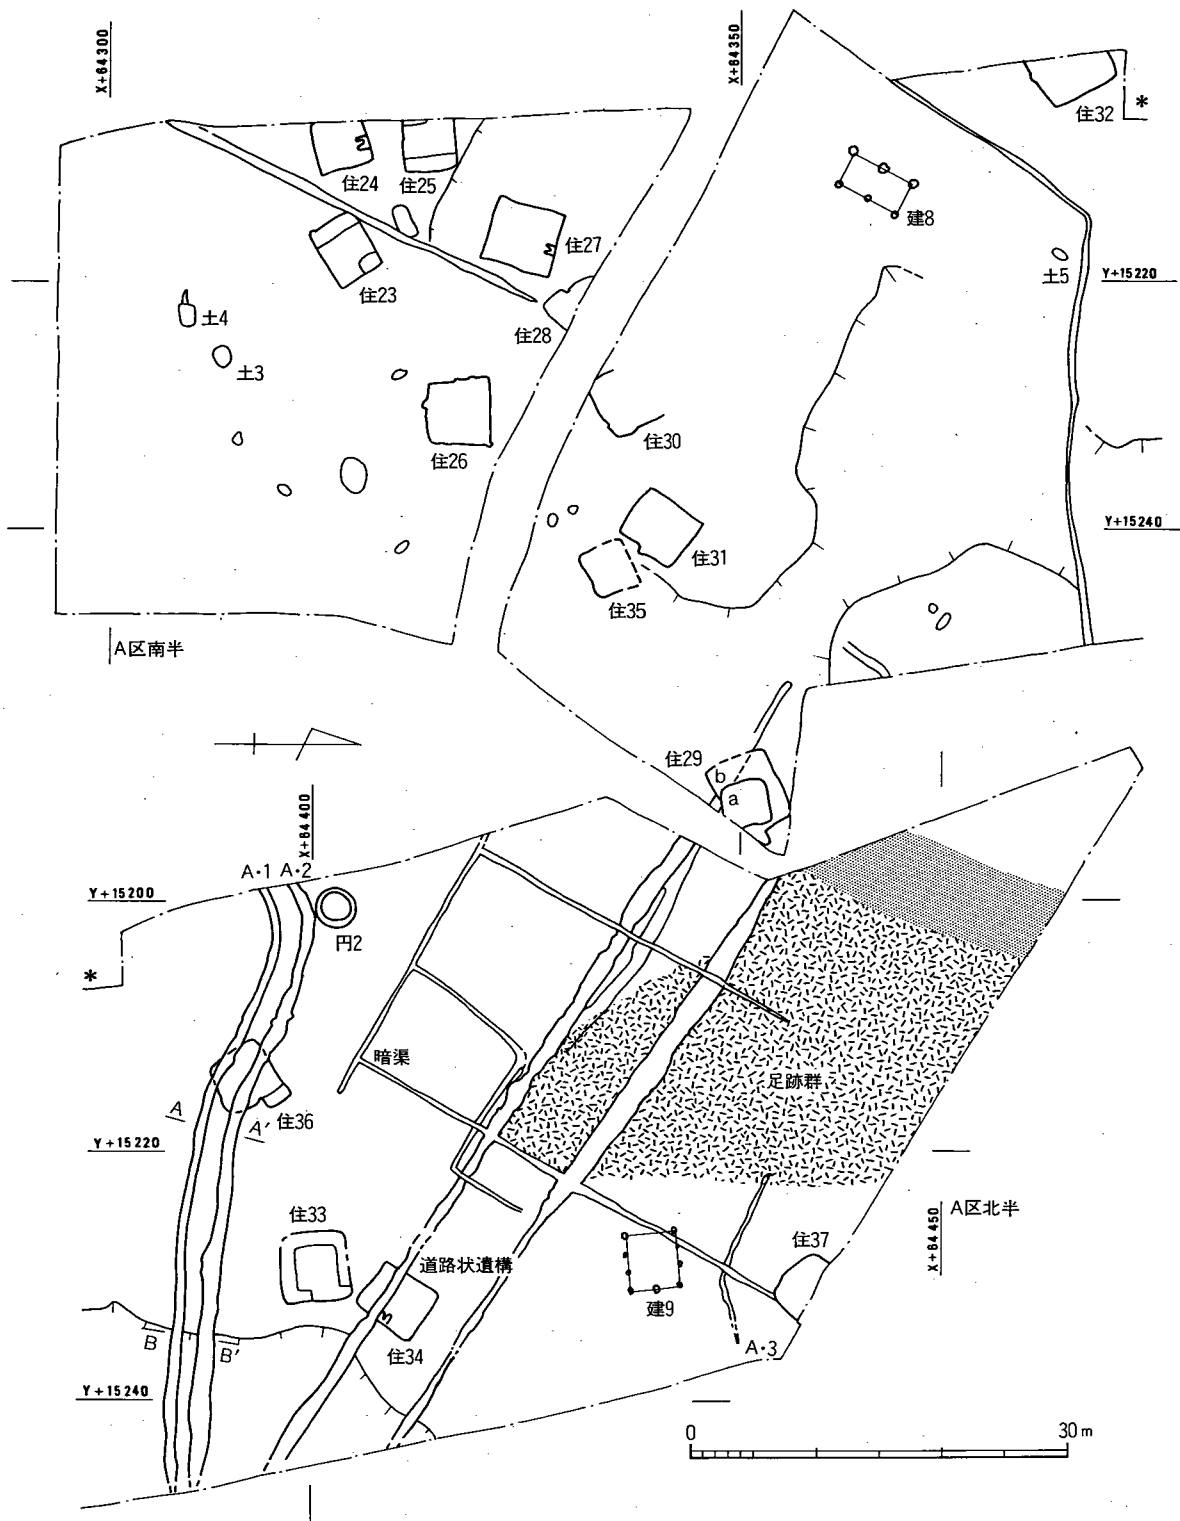 X+64300
X+64350
住32
*
住24
住25
建8
住27
土5
Y+15220
住23
住28
土4
土3
住30
住26
Y+15240
住31
住35
A区南半
住29
b
a
X+64400
A・1
A・2
Y+15200
円2
*
暗渠
足跡群
A
A'
住36
Y+15220
住33
A区北半
X+64450
住37
道路状遺構
建9
B
B'
住34
A・3
Y+15240
0
30m